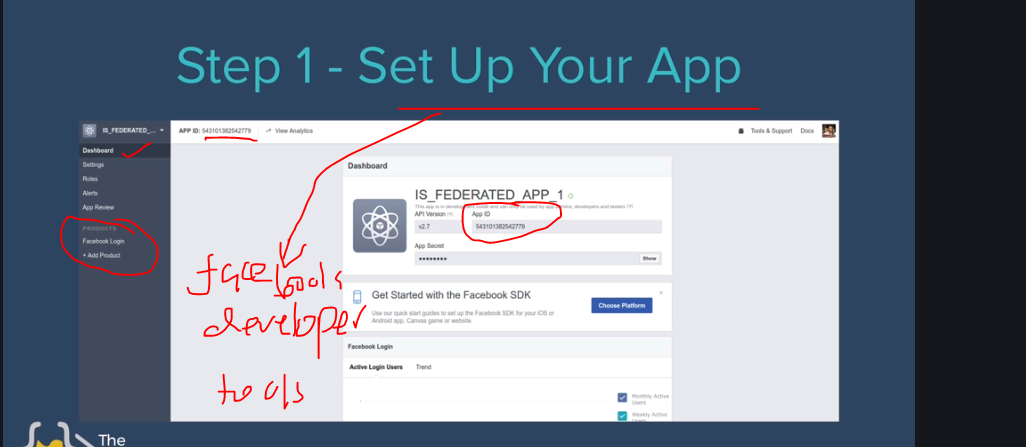 Step 1 - Set Up Your App
IS_FEDERATED_...
APP ID: 543101382542779
View Analytics
Tools & Support
Docs
Dashboard
Settings
Roles
Alerts
App Review
PRODUCTS
Facebook Login
+ Add Product
Dashboard
IS_FEDERATED_APP_1
This app is in development mode and can only be used by app admins, developers and testers [?]
API Version [?]
App ID
v2.7
543101382542779
App Secret
●●●●●●●●
Show
Get Started with the Facebook SDK
Use our quick start guides to set up the Facebook SDK for your iOS or
Android app, Canvas game or website.
Choose Platform
Facebook Login
Active Login Users
Trend
Monthly Active
Users
Weekly Active
Users
developer
tools
The